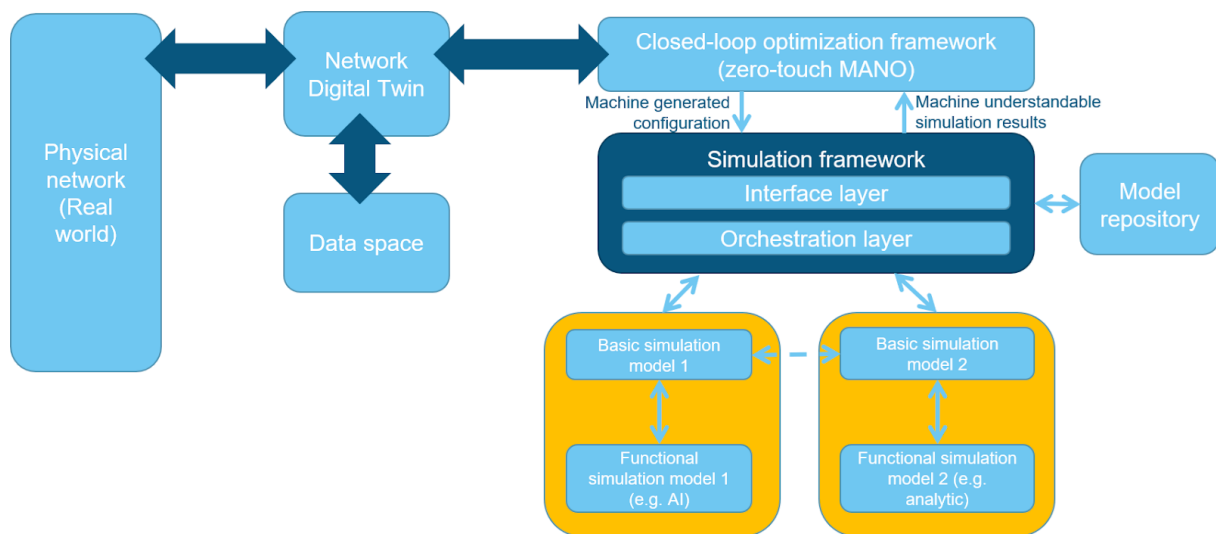 Physical
network
(Real
world)
Network
Digital Twin
Data space
Closed-loop optimization framework
(zero-touch MANO)
Machine generated
configuration
Machine understandable
simulation results
Simulation framework
Interface layer
Orchestration layer
Model
repository
Basic simulation
model 1
Functional
simulation model 1
(e.g. AI)
Basic simulation
model 2
Functional simulation
model 2 (e.g.
analytic)